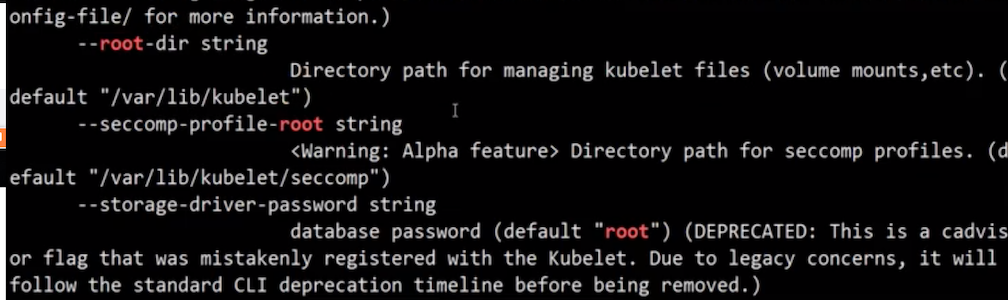 onfig-file/ for more information.)
--root-dir string
Directory path for managing kubelet files (volume mounts,etc). (
default "/var/lib/kubelet")
--seccomp-profile-root string
<Warning: Alpha feature> Directory path for seccomp profiles. (d
efault "/var/lib/kubelet/seccomp")
--storage-driver-password string
database password (default "root") (DEPRECATED: This is a cadvis
or flag that was mistakenly registered with the Kubelet. Due to legacy concerns, it will
follow the standard CLI deprecation timeline before being removed.)